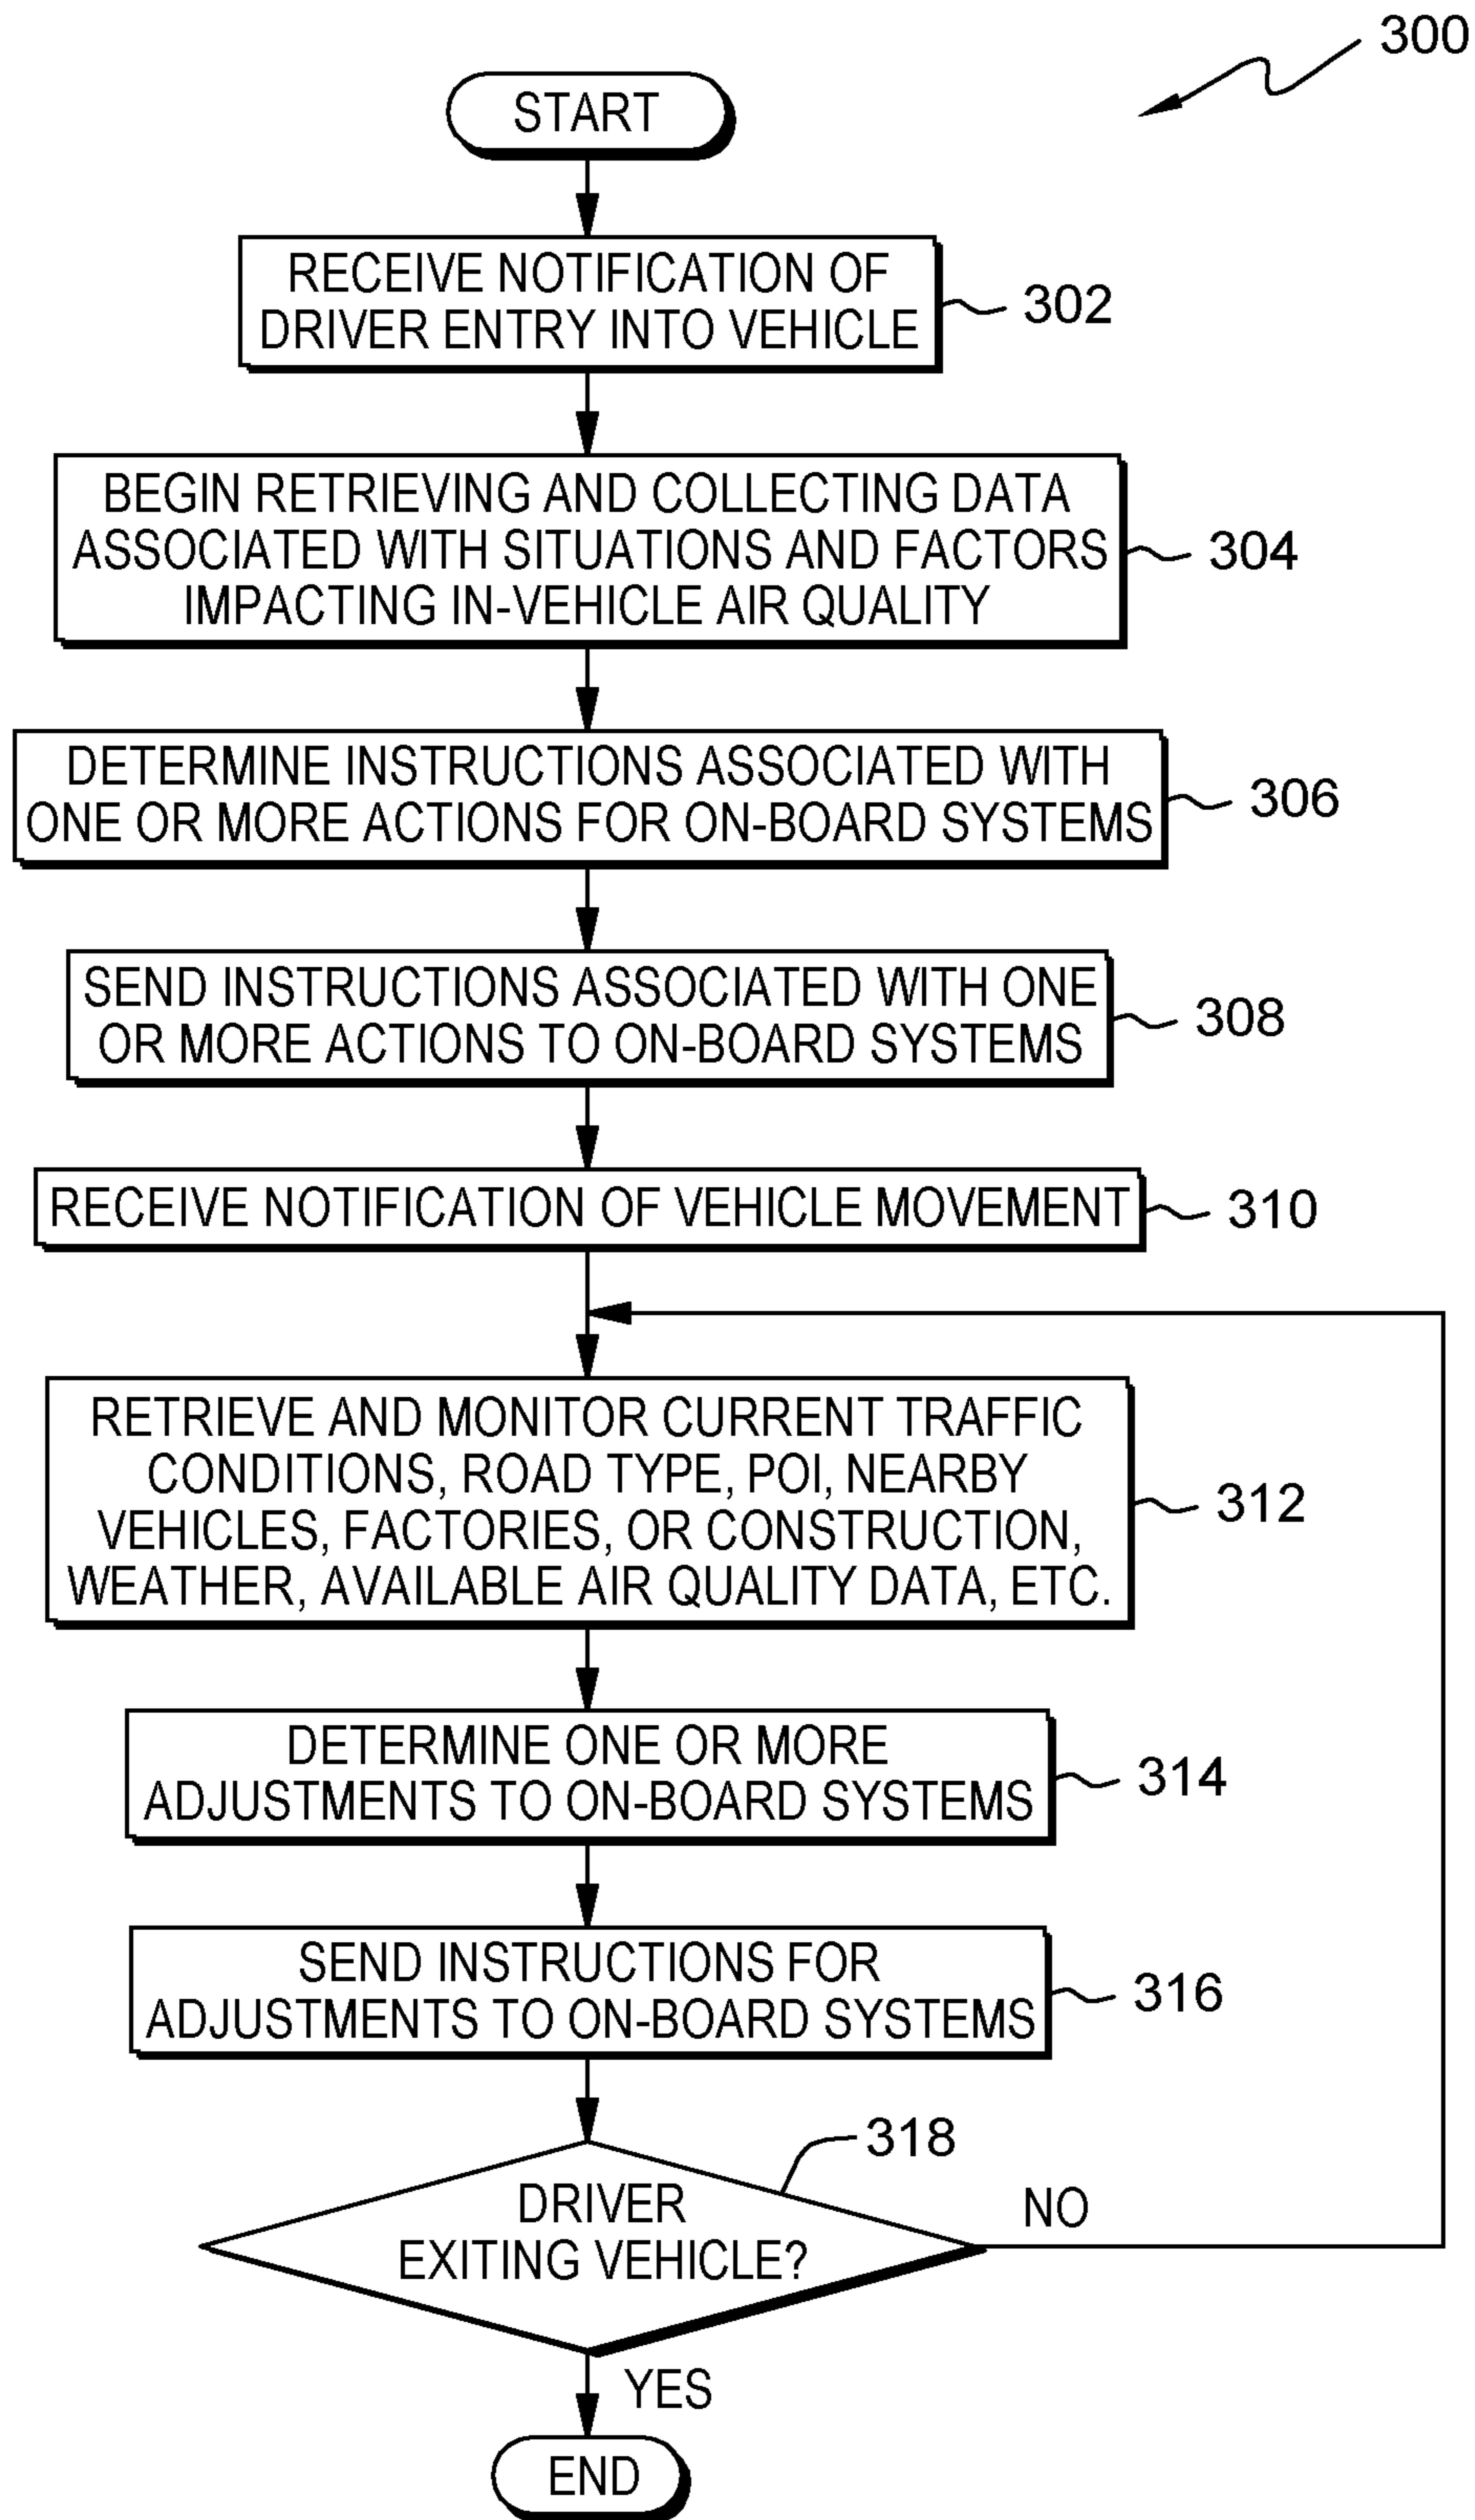 300
START
RECEIVE NOTIFICATION OF
DRIVER ENTRY INTO VEHICLE
302
BEGIN RETRIEVING AND COLLECTING DATA
ASSOCIATED WITH SITUATIONS AND FACTORS
IMPACTING IN-VEHICLE AIR QUALITY
304
DETERMINE INSTRUCTIONS ASSOCIATED WITH
ONE OR MORE ACTIONS FOR ON-BOARD SYSTEMS
306
SEND INSTRUCTIONS ASSOCIATED WITH ONE
OR MORE ACTIONS TO ON-BOARD SYSTEMS
308
RECEIVE NOTIFICATION OF VEHICLE MOVEMENT
310
RETRIEVE AND MONITOR CURRENT TRAFFIC
CONDITIONS, ROAD TYPE, POI, NEARBY
VEHICLES, FACTORIES, OR CONSTRUCTION,
WEATHER, AVAILABLE AIR QUALITY DATA, ETC.
312
DETERMINE ONE OR MORE
ADJUSTMENTS TO ON-BOARD SYSTEMS
314
SEND INSTRUCTIONS FOR
ADJUSTMENTS TO ON-BOARD SYSTEMS
316
318
DRIVER
EXITING VEHICLE?
NO
YES
END